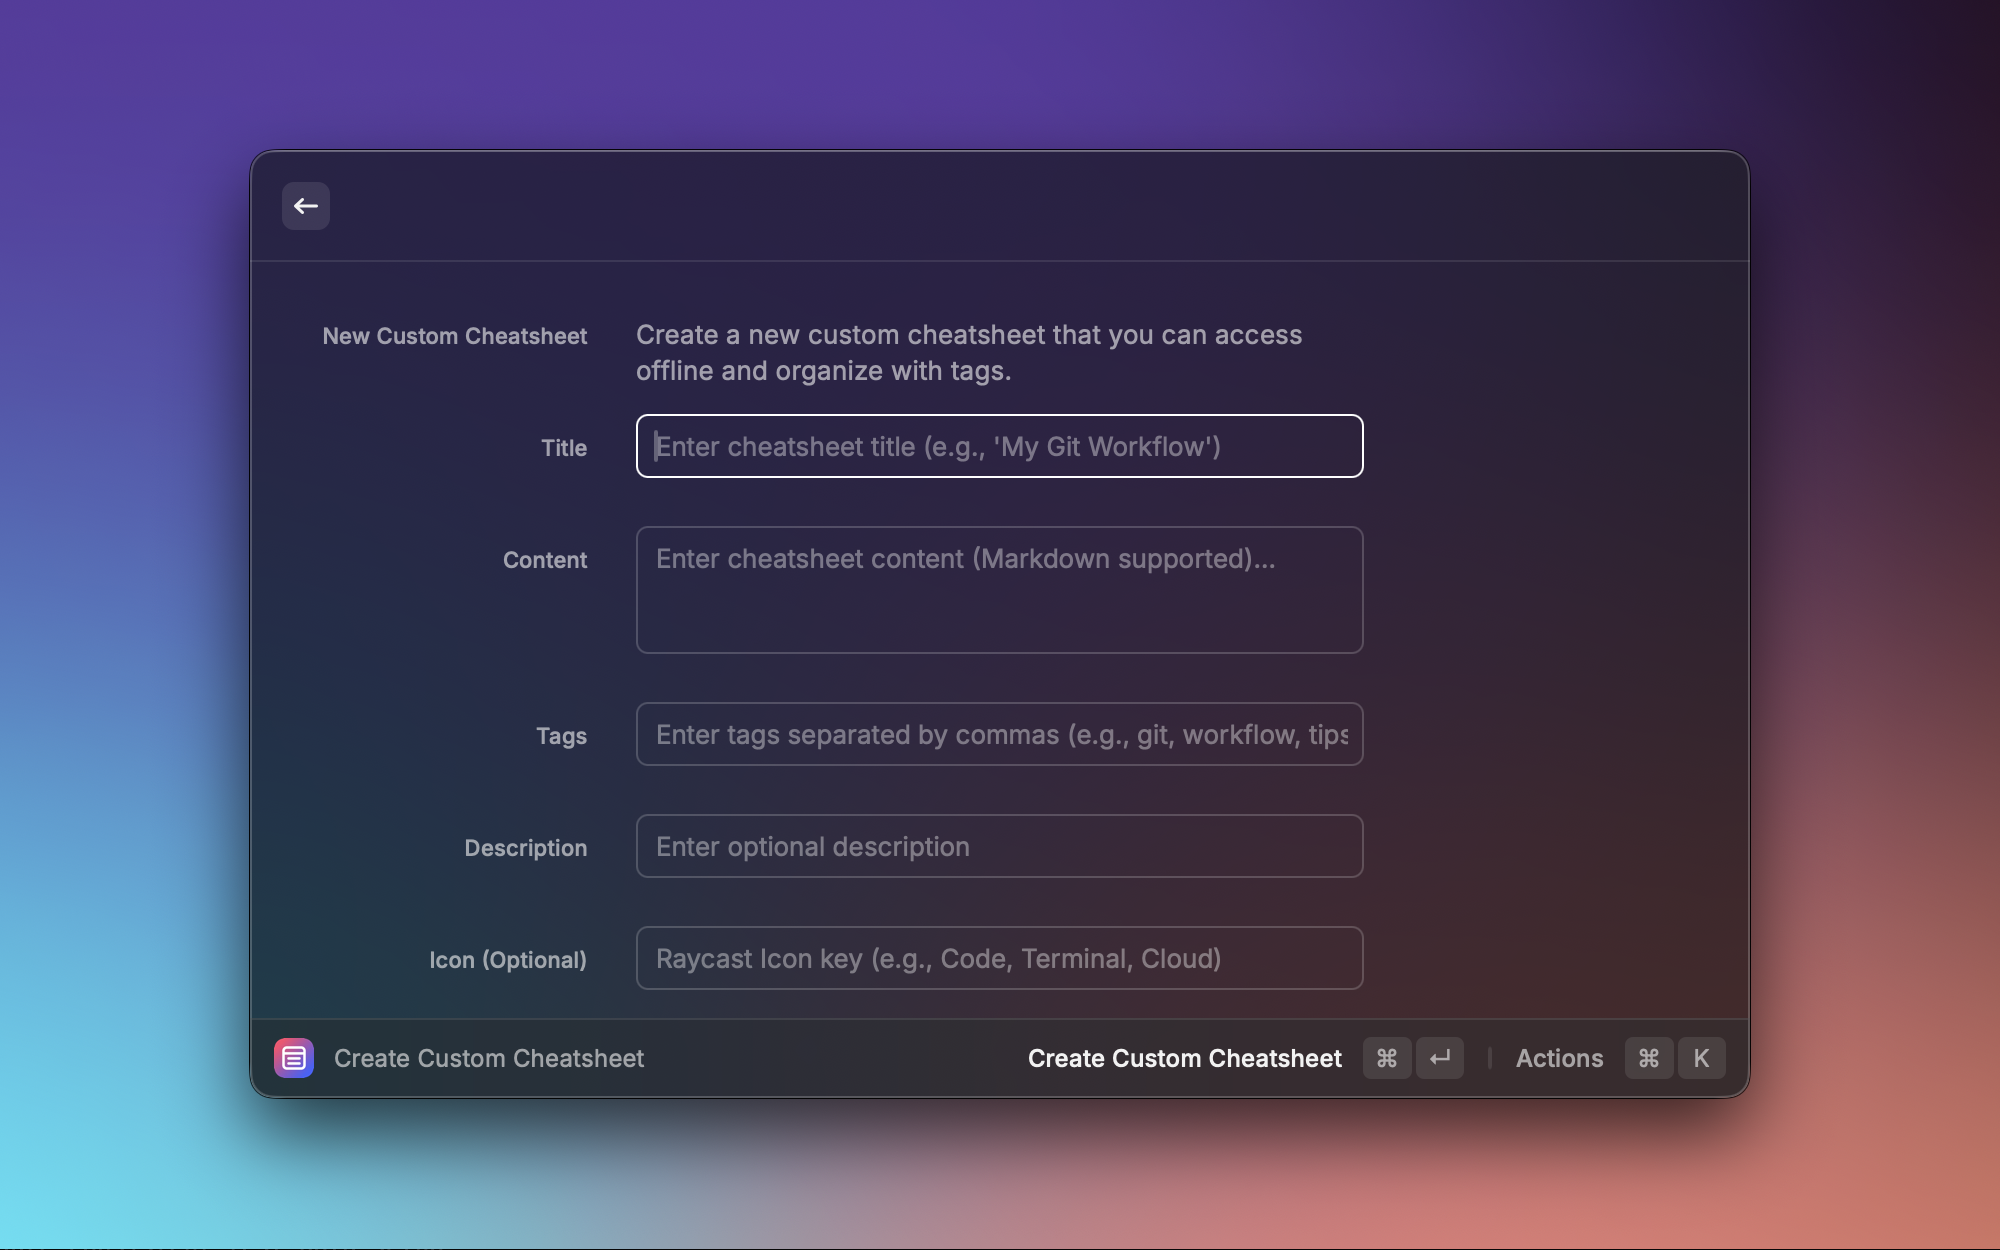 New Custom Cheatsheet
Create a new custom cheatsheet that you can access
offline and organize with tags.
Title
Enter cheatsheet title (e.g., 'My Git Workflow')
Content
Enter cheatsheet content (Markdown supported)...
Tags
Enter tags separated by commas (e.g., git, workflow, tips
Description
Enter optional description
Icon (Optional)
Raycast Icon key (e.g., Code, Terminal, Cloud)
Create Custom Cheatsheet
Create Custom Cheatsheet ⌘ ↵ Actions ⌘ K